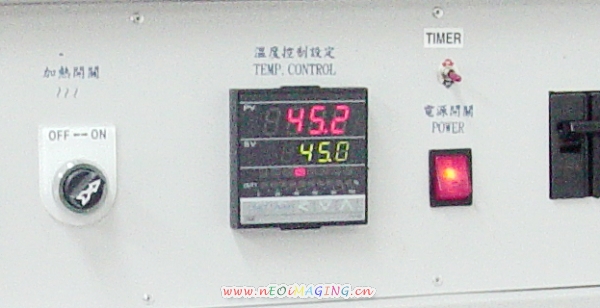 加熱開關
OFF -- ON
溫度控制設定
TEMP. CONTROL
PV
45.2
SV
45.0
TIMER
電源開關
POWER
www.nEOiMAGING.cn